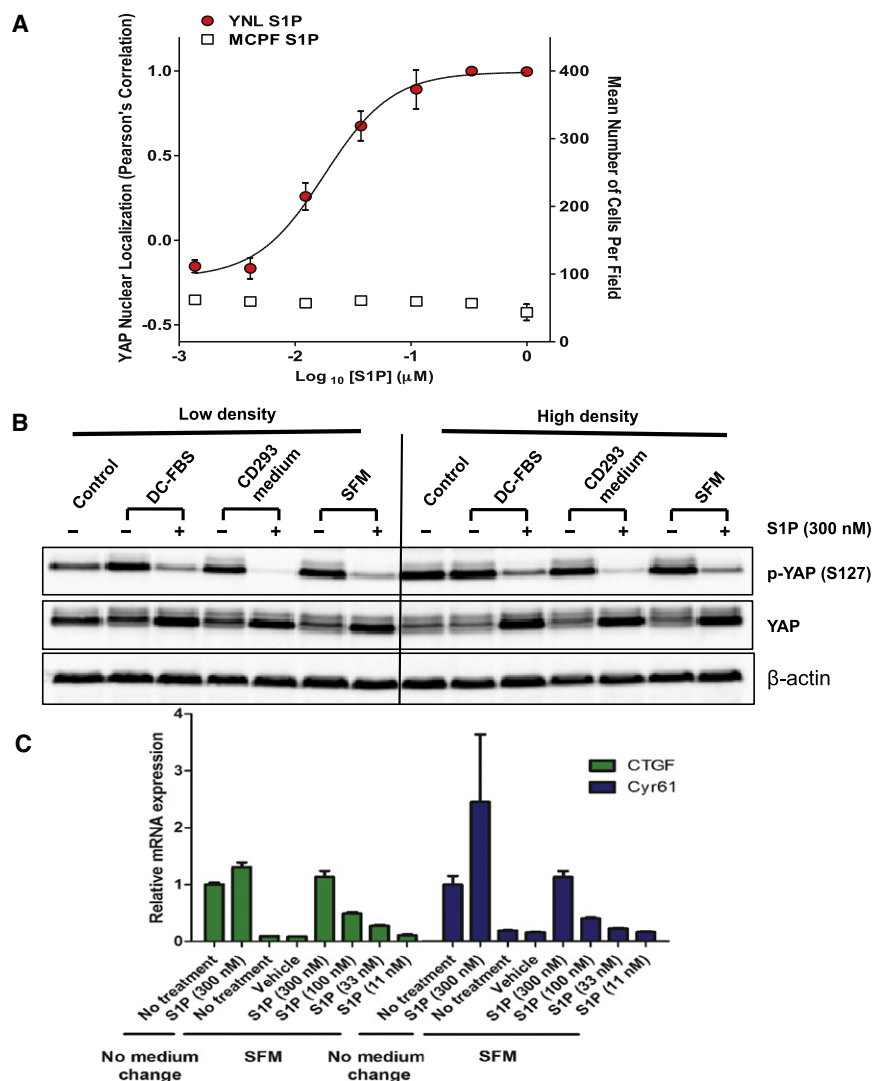 A
YNL S1P
MCPF S1P
YAP Nuclear Localization (Pearson's Correlation)
1.0
0.5
0.0
-0.5
400
300
200
100
0
Mean Number of Cells Per Field
-3
-2
-1
0
Log 10 [S1P] (μM)
B
Low density
High density
Control
DC-FBS
CD293 medium
SFM
Control
DC-FBS
CD293 medium
SFM
– – + – + – + – – + – + – + S1P (300 nM)
p-YAP (S127)
YAP
β-actin
C
Relative mRNA expression
4
3
2
1
0
CTGF
Cyr61
No treatment
S1P (300 nM)
No treatment
Vehicle
S1P (300 nM)
S1P (100 nM)
S1P (33 nM)
S1P (11 nM)
No treatment
S1P (300 nM)
No treatment
Vehicle
S1P (300 nM)
S1P (100 nM)
S1P (33 nM)
S1P (11 nM)
No medium change
SFM
No medium change
SFM